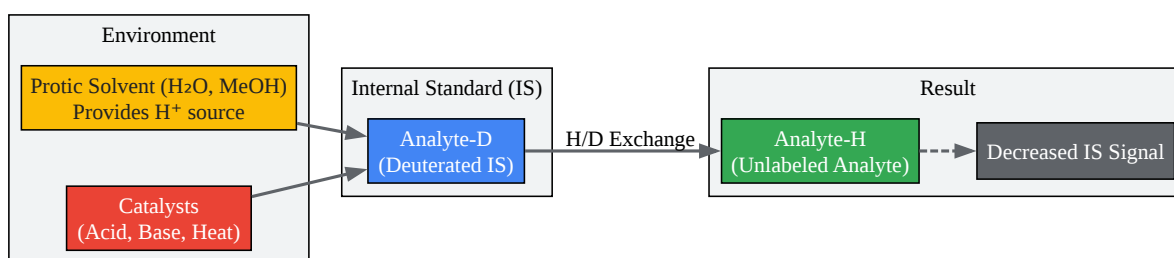 Environment
Protic Solvent (H₂O, MeOH)
Provides H⁺ source
Catalysts
(Acid, Base, Heat)
Internal Standard (IS)
Analyte-D
(Deuterated IS)
H/D Exchange
Result
Analyte-H
(Unlabeled Analyte)
Decreased IS Signal